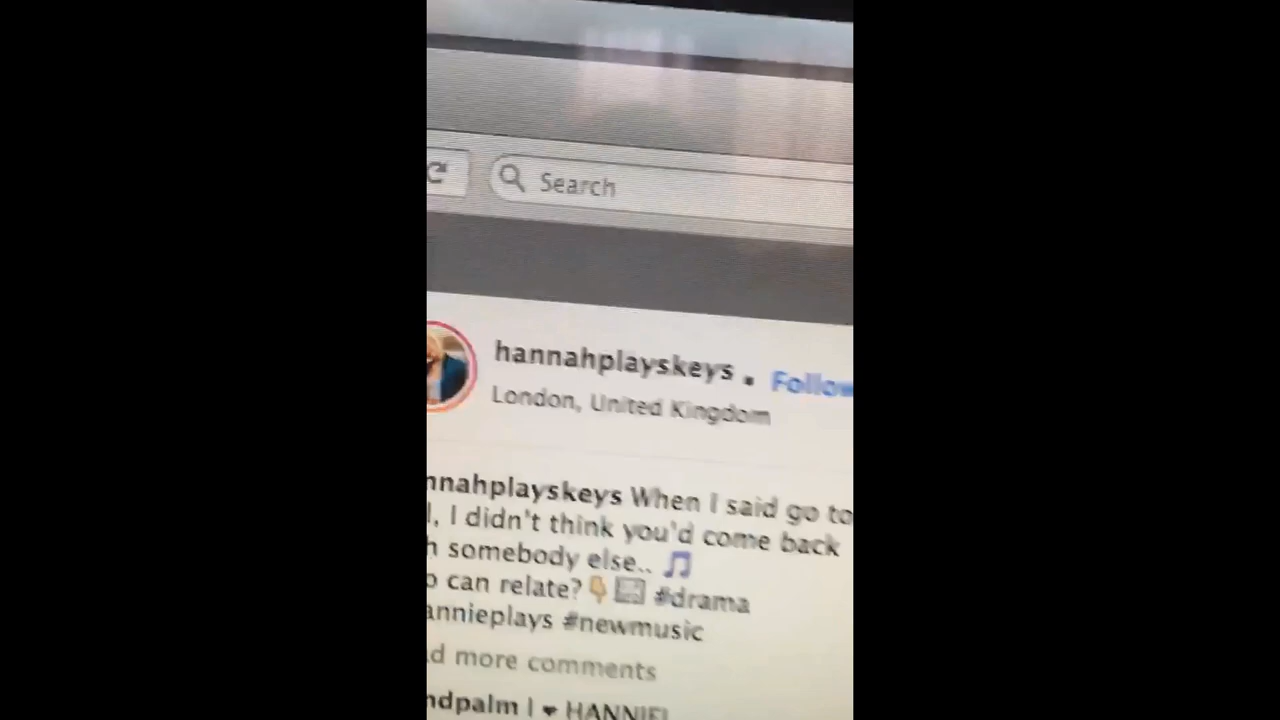 Search
hannahplayskeys . Follow
London, United Kingdom
nnahplayskeys When I said go to
l, I didn't think you'd come back
h somebody else.. 🎵
o can relate?👇 #drama
annieplays #newmusic
d more comments
ndpalm I ❤ HANNIE!